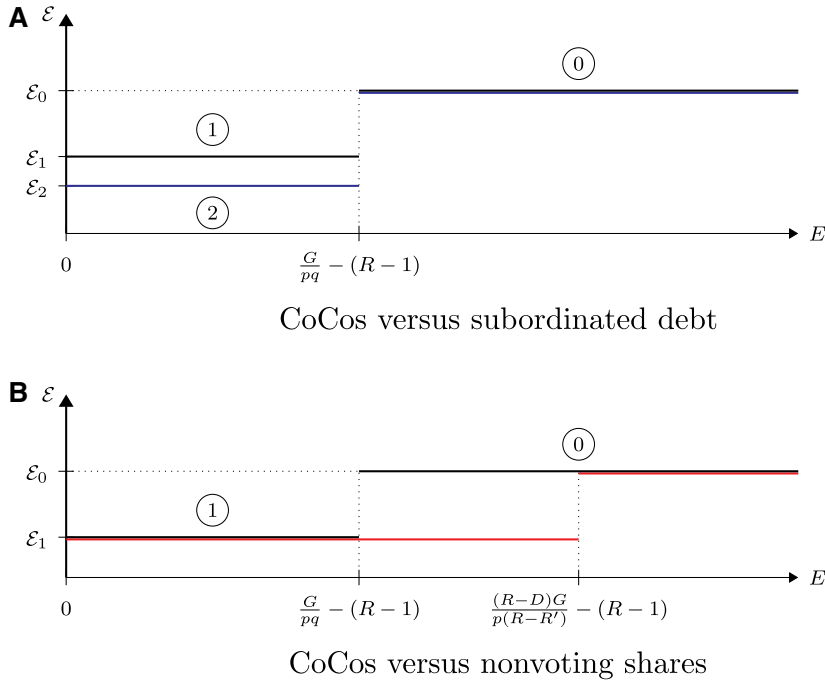 A
ℰ
⓪
ℰ₀
①
ℰ₁
ℰ₂
②
E
0
G/pq − (R − 1)
CoCos versus subordinated debt
B
ℰ
⓪
ℰ₀
①
ℰ₁
E
0
G/pq − (R − 1)
(R−D)G/p(R−R′) − (R − 1)
CoCos versus nonvoting shares